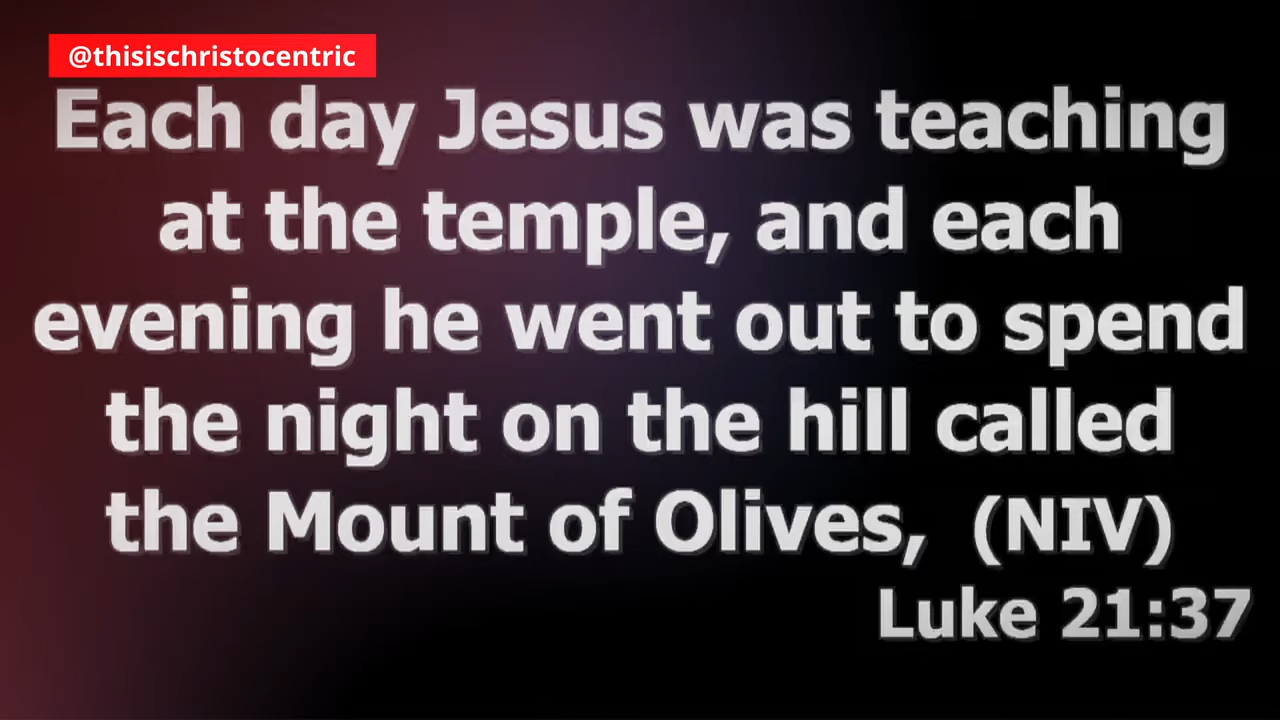 @thisischristocentric
Each day Jesus was teaching
at the temple, and each
evening he went out to spend
the night on the hill called
the Mount of Olives, (NIV)
Luke 21:37